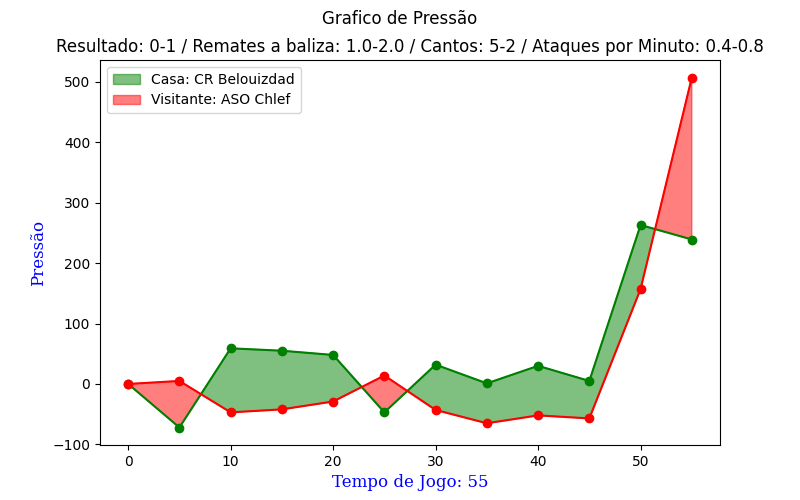 Grafico de Pressão
Resultado: 0-1 / Remates a baliza: 1.0-2.0 / Cantos: 5-2 / Ataques por Minuto: 0.4-0.8
Casa: CR Belouizdad
Visitante: ASO Chlef
500
400
300
200
100
0
−100
Pressão
0 10 20 30 40 50
Tempo de Jogo: 55